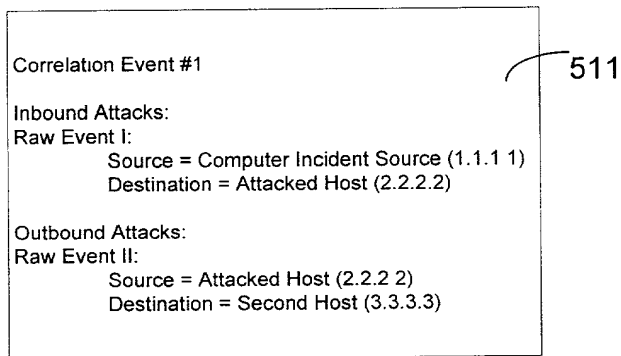 Correlation Event #1
511
Inbound Attacks:
Raw Event I:
Source = Computer Incident Source (1.1.1 1)
Destination = Attacked Host (2.2.2.2)
Outbound Attacks:
Raw Event II:
Source = Attacked Host (2.2.2 2)
Destination = Second Host (3.3.3.3)